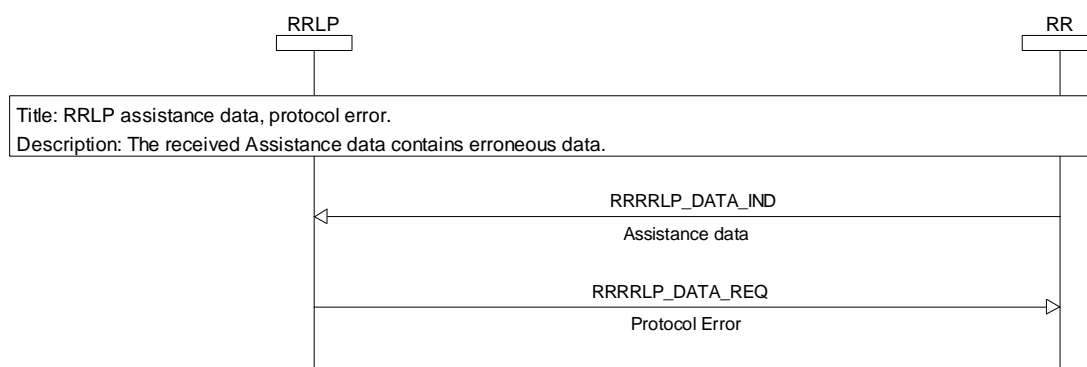 RRLP
RR
Title: RRLP assistance data, protocol error.
Description: The received Assistance data contains erroneous data.
RRRRLP_DATA_IND
Assistance data
RRRRLP_DATA_REQ
Protocol Error